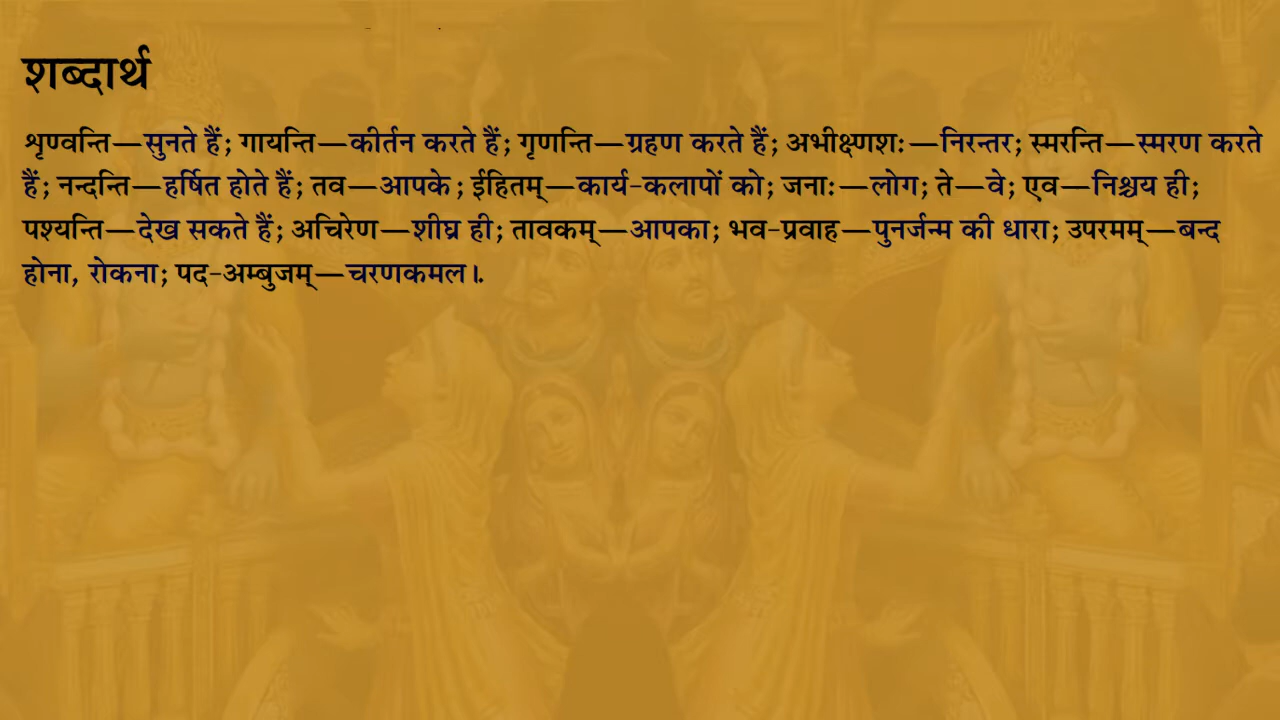 शब्दार्थ
शृण्वन्ति—सुनते हैं; गायन्ति—कीर्तन करते हैं; गृणन्ति—ग्रहण करते हैं; अभीक्ष्णशः—निरन्तर; स्मरन्ति—स्मरण करते
हैं; नन्दन्ति—हर्षित होते हैं; तव—आपके; ईहितम्—कार्य-कलापों को; जनाः—लोग; ते—वे; एव—निश्चय ही;
पश्यन्ति—देख सकते हैं; अचिरेण—शीघ्र ही; तावकम्—आपका; भव-प्रवाह—पुनर्जन्म की धारा; उपरमम्—बन्द
होना, रोकना; पद-अम्बुजम्—चरणकमल।.